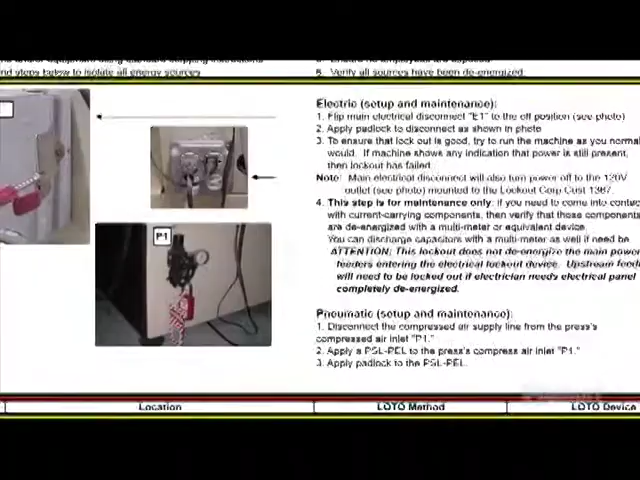 nd steps below to isolate all energy sources
5. Verify all sources have been de-energized.
Electric (setup and maintenance):
1. Flip main electrical disconnect "E1" to the off position (see photo)
2. Apply padlock to disconnect as shown in photo
3. To ensure that lock out is good, try to run the machine as you normal
would. If machine shows any indication that power is still present,
then lockout has failed.
Note: Main electrical disconnect will also turn power off to the 120V
outlet (see photo) mounted to the Lockout Corp Cust 1387.
4. This step is for maintenance only: if you need to come into contac
with current-carrying components, then verify that those components
are de-energized with a multi-meter or equivalent device.
You can discharge capacitors with a multi-meter as well if need be
ATTENTION: This lockout does not de-energize the main power
feeders entering the electrical lockout device. Upstream feede
will need to be locked out if electrician needs electrical panel
completely de-energized.
P1
Pneumatic (setup and maintenance):
1. Disconnect the compressed air supply line from the press's
compressed air inlet "P1."
2. Apply a PSL-PEL to the press's compress air inlet "P1."
3. Apply padlock to the PSL-PEL.
Location LOTO Method LOTO Device